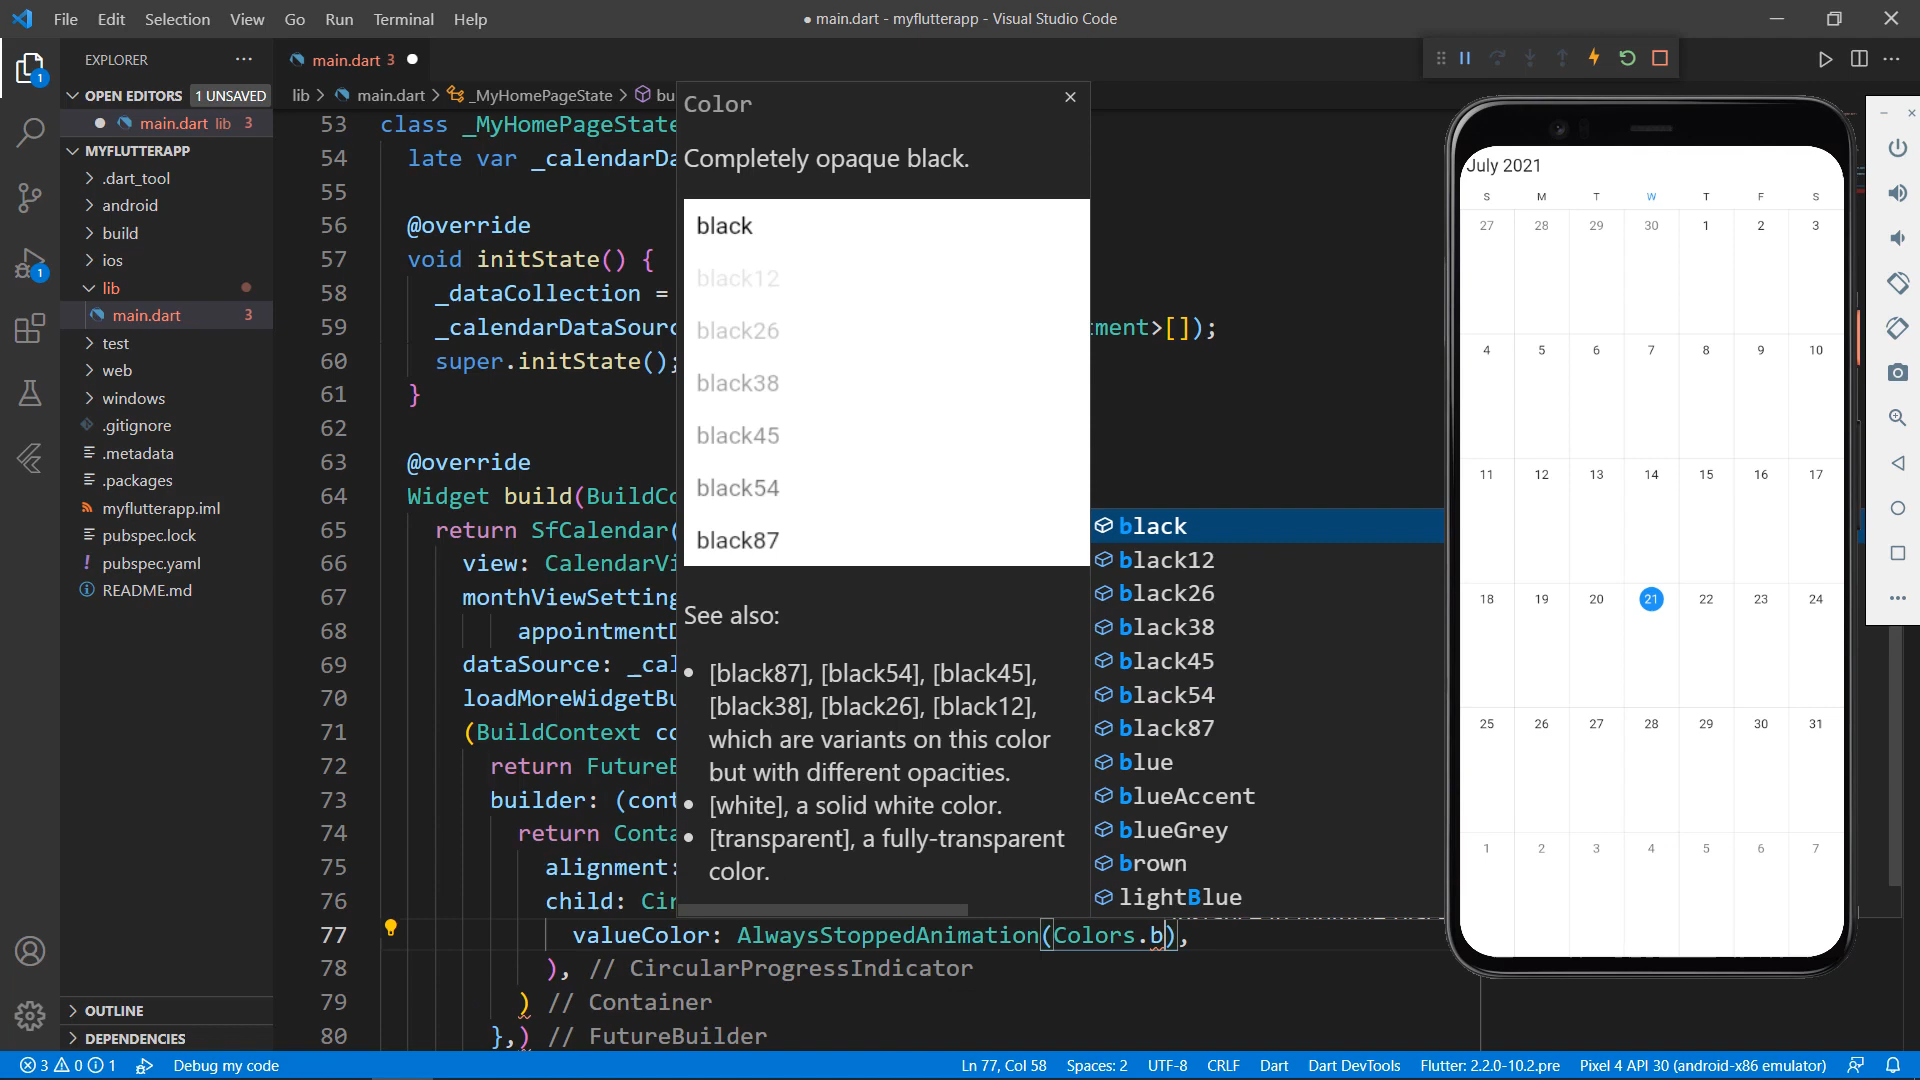 File Edit Selection View Go Run Terminal Help
● main.dart - myflutterapp - Visual Studio Code
EXPLORER
OPEN EDITORS 1 UNSAVED
main.dart lib 3
MYFLUTTERAPP
.dart_tool
android
build
ios
lib
main.dart 3
test
web
windows
.gitignore
.metadata
.packages
myflutterapp.iml
pubspec.lock
pubspec.yaml
README.md
OUTLINE
DEPENDENCIES
1
1
main.dart 3
lib > main.dart > _MyHomePageState > bu
53 class _MyHomePageState
54 late var _calendarDa
55
56 @override
57 void initState() {
58 _dataCollection =
59 _calendarDataSourc ment>[]);
60 super.initState();
61 }
62
63 @override
64 Widget build(BuildCo
65 return SfCalendar(
66 view: CalendarVi
67 monthViewSetting
68 appointmentD
69 dataSource: _cal
70 loadMoreWidgetBu
71 (BuildContext co
72 return FutureB
73 builder: (cont
74 return Conta
75 alignment:
76 child: Cir
77 valueColor: AlwaysStoppedAnimation(Colors.b),
78 ), // CircularProgressIndicator
79 ) // Container
80 },) // FutureBuilder
Color
Completely opaque black.
black
black12
black26
black38
black45
black54
black87
See also:
• [black87], [black54], [black45],
[black38], [black26], [black12],
which are variants on this color
but with different opacities.
• [white], a solid white color.
• [transparent], a fully-transparent
color.
black
black12
black26
black38
black45
black54
black87
blue
blueAccent
blueGrey
brown
lightBlue
July 2021
S M T W T F S
27 28 29 30 1 2 3
4 5 6 7 8 9 10
11 12 13 14 15 16 17
18 19 20 21 22 23 24
25 26 27 28 29 30 31
1 2 3 4 5 6 7
3 0 1 Debug my code Ln 77, Col 58 Spaces: 2 UTF-8 CRLF Dart Dart DevTools Flutter: 2.2.0-10.2.pre Pixel 4 API 30 (android-x86 emulator)